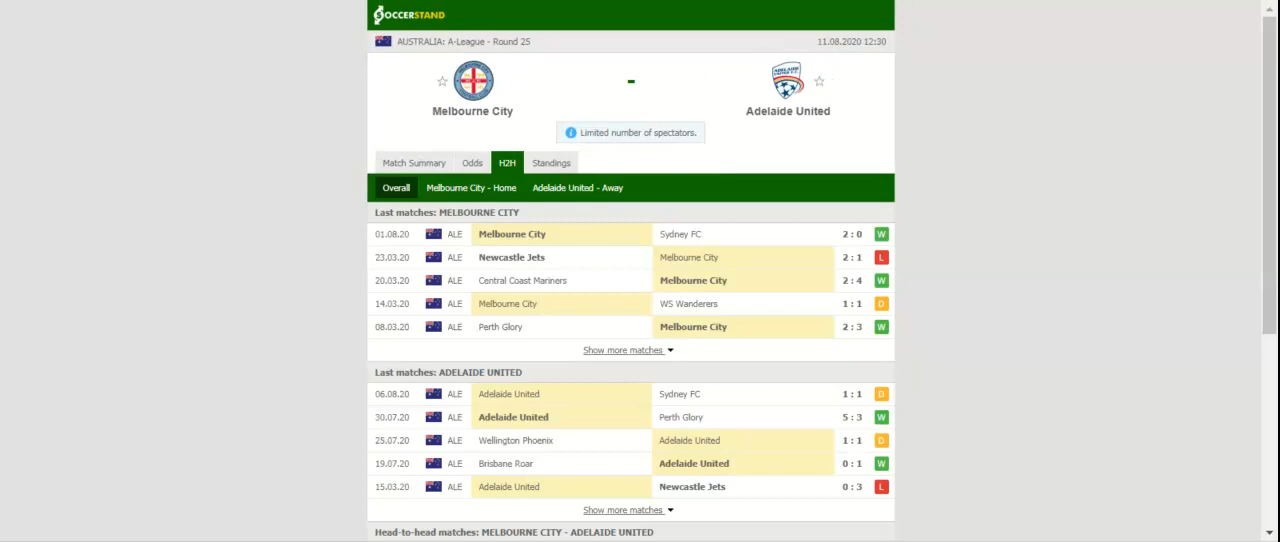 SOCCERSTAND
AUSTRALIA: A-League - Round 25 11.08.2020 12:30
Melbourne City - Adelaide United
Limited number of spectators.
Match Summary Odds H2H Standings
Overall Melbourne City - Home Adelaide United - Away
Last matches: MELBOURNE CITY
01.08.20 ALE Melbourne City Sydney FC 2 : 0 W
23.03.20 ALE Newcastle Jets Melbourne City 2 : 1 L
20.03.20 ALE Central Coast Mariners Melbourne City 2 : 4 W
14.03.20 ALE Melbourne City WS Wanderers 1 : 1 D
08.03.20 ALE Perth Glory Melbourne City 2 : 3 W
Show more matches
Last matches: ADELAIDE UNITED
06.08.20 ALE Adelaide United Sydney FC 1 : 1 D
30.07.20 ALE Adelaide United Perth Glory 5 : 3 W
25.07.20 ALE Wellington Phoenix Adelaide United 1 : 1 D
19.07.20 ALE Brisbane Roar Adelaide United 0 : 1 W
15.03.20 ALE Adelaide United Newcastle Jets 0 : 3 L
Show more matches
Head-to-head matches: MELBOURNE CITY - ADELAIDE UNITED